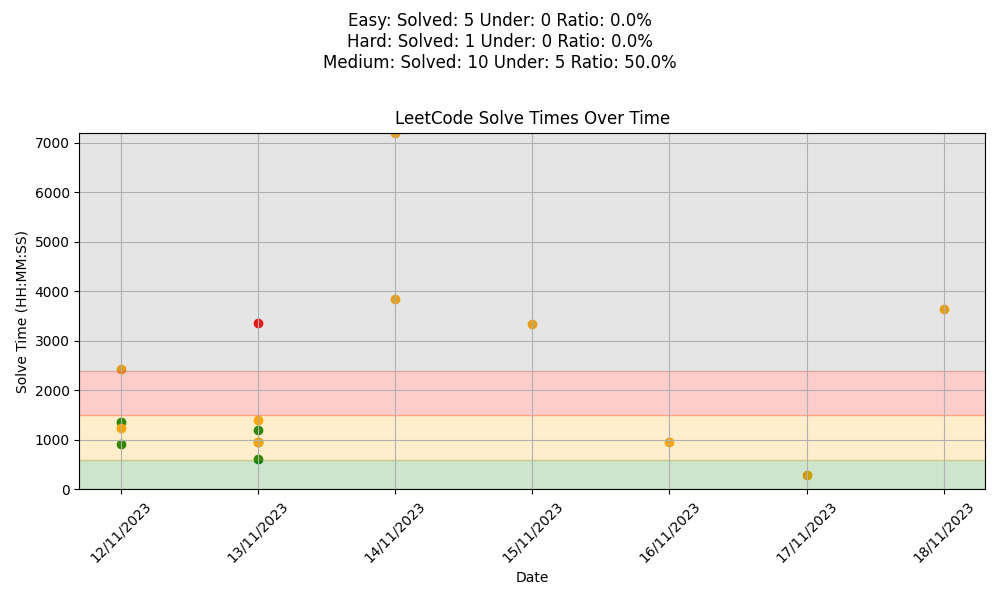 Easy: Solved: 5 Under: 0 Ratio: 0.0%
Hard: Solved: 1 Under: 0 Ratio: 0.0%
Medium: Solved: 10 Under: 5 Ratio: 50.0%
LeetCode Solve Times Over Time
Solve Time (HH:MM:SS)
7000
6000
5000
4000
3000
2000
1000
0
12/11/2023
13/11/2023
14/11/2023
15/11/2023
16/11/2023
17/11/2023
18/11/2023
Date